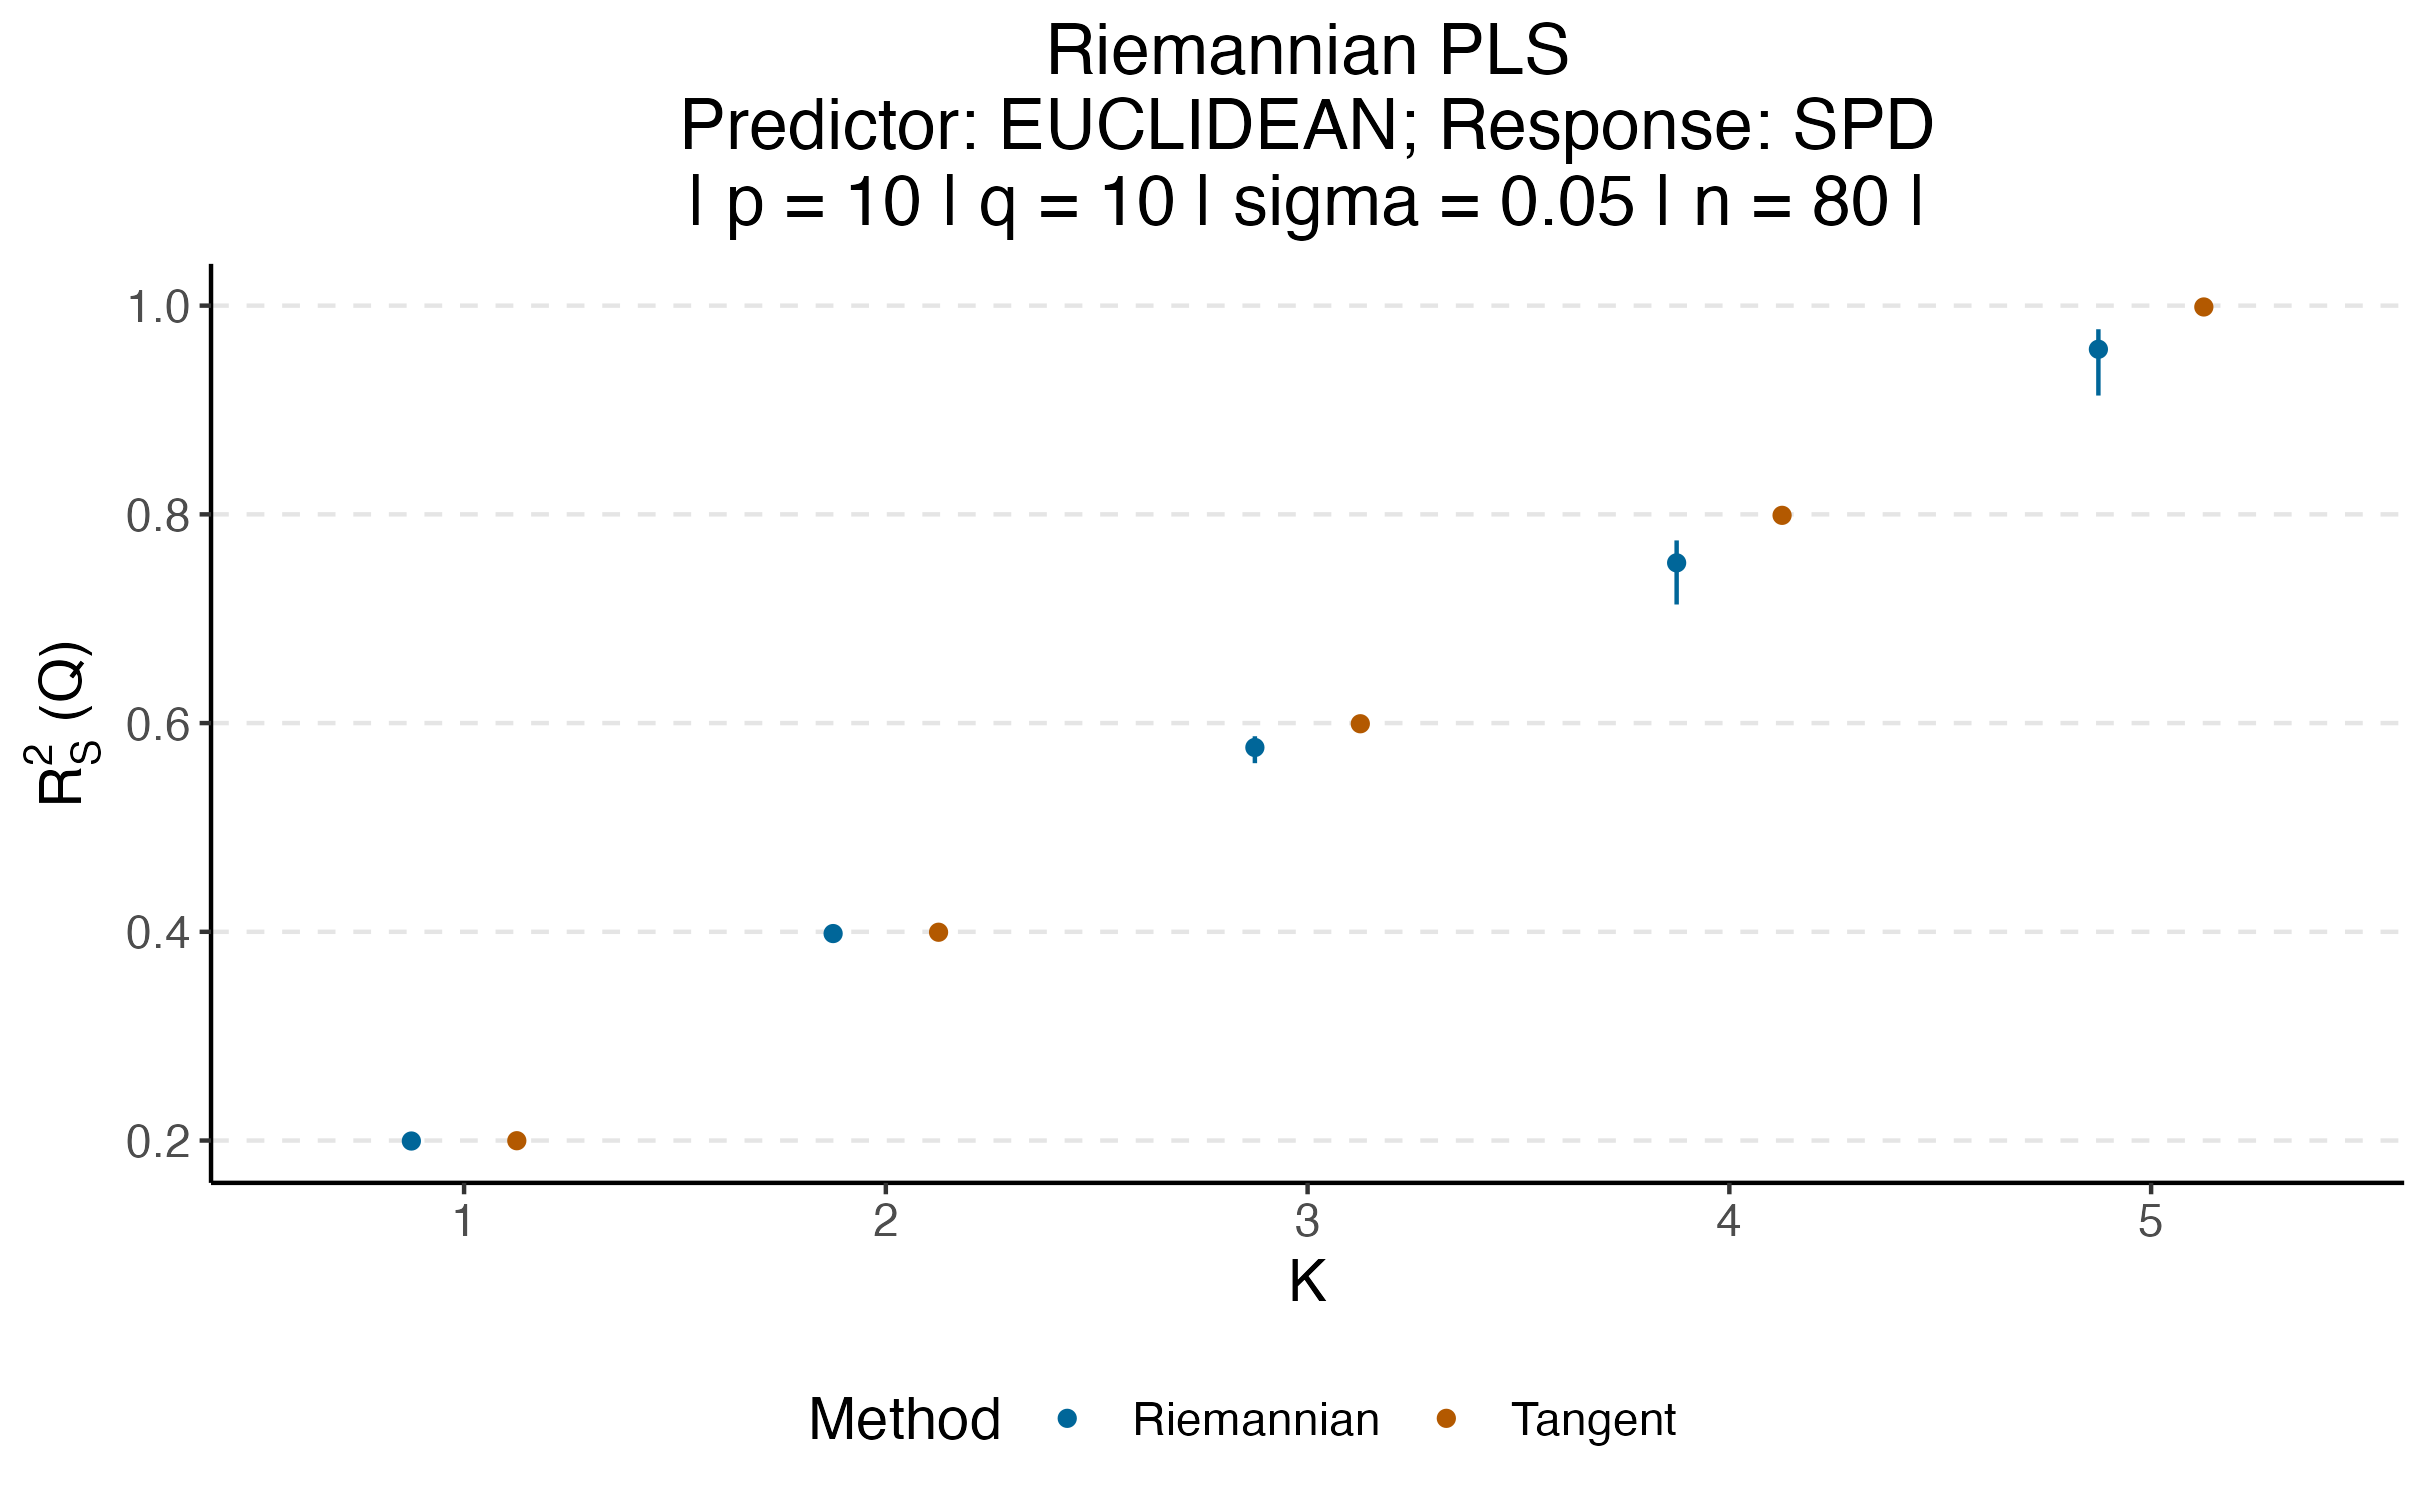 Riemannian PLS
Predictor: EUCLIDEAN; Response: SPD
| p = 10 | q = 10 | sigma = 0.05 | n = 80 |
R²S (Q)
1.0
0.8
0.6
0.4
0.2
1 2 3 4 5
K
Method Riemannian Tangent